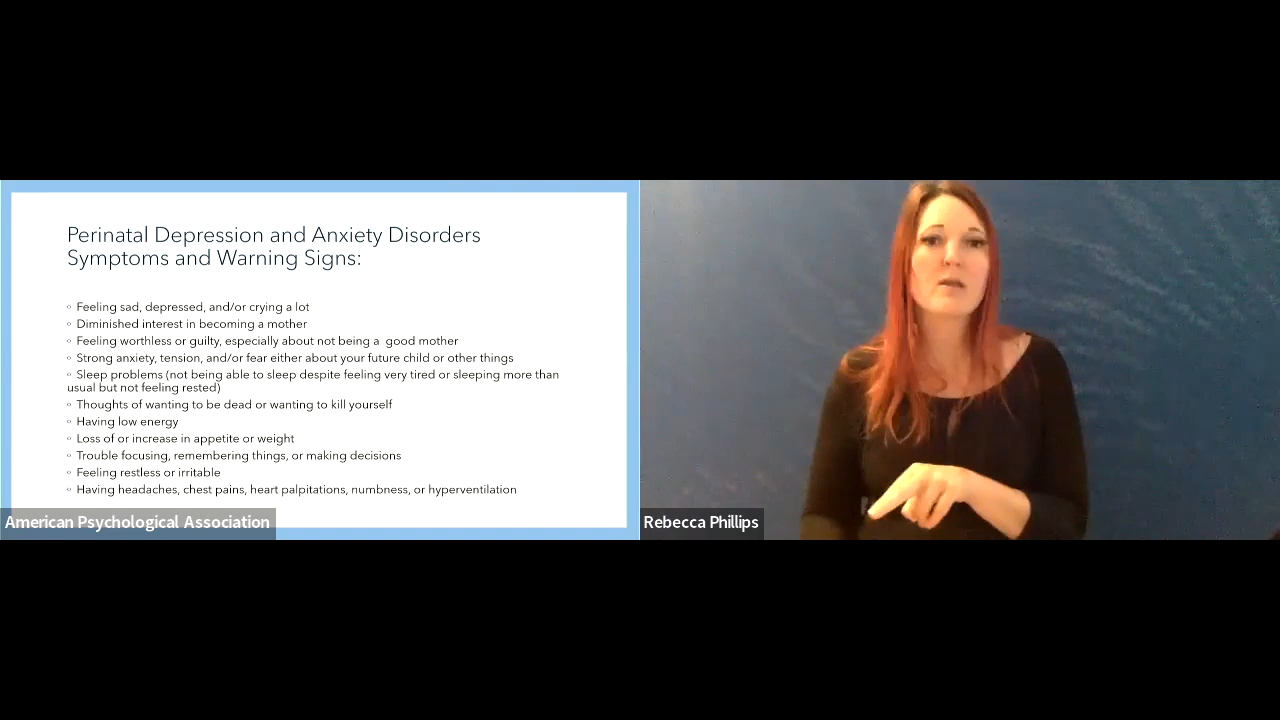 Perinatal Depression and Anxiety Disorders
Symptoms and Warning Signs:
◦ Feeling sad, depressed, and/or crying a lot
◦ Diminished interest in becoming a mother
◦ Feeling worthless or guilty, especially about not being a  good mother
◦ Strong anxiety, tension, and/or fear either about your future child or other things
◦ Sleep problems (not being able to sleep despite feeling very tired or sleeping more than
usual but not feeling rested)
◦ Thoughts of wanting to be dead or wanting to kill yourself
◦ Having low energy
◦ Loss of or increase in appetite or weight
◦ Trouble focusing, remembering things, or making decisions
◦ Feeling restless or irritable
◦ Having headaches, chest pains, heart palpitations, numbness, or hyperventilation
American Psychological Association
Rebecca Phillips